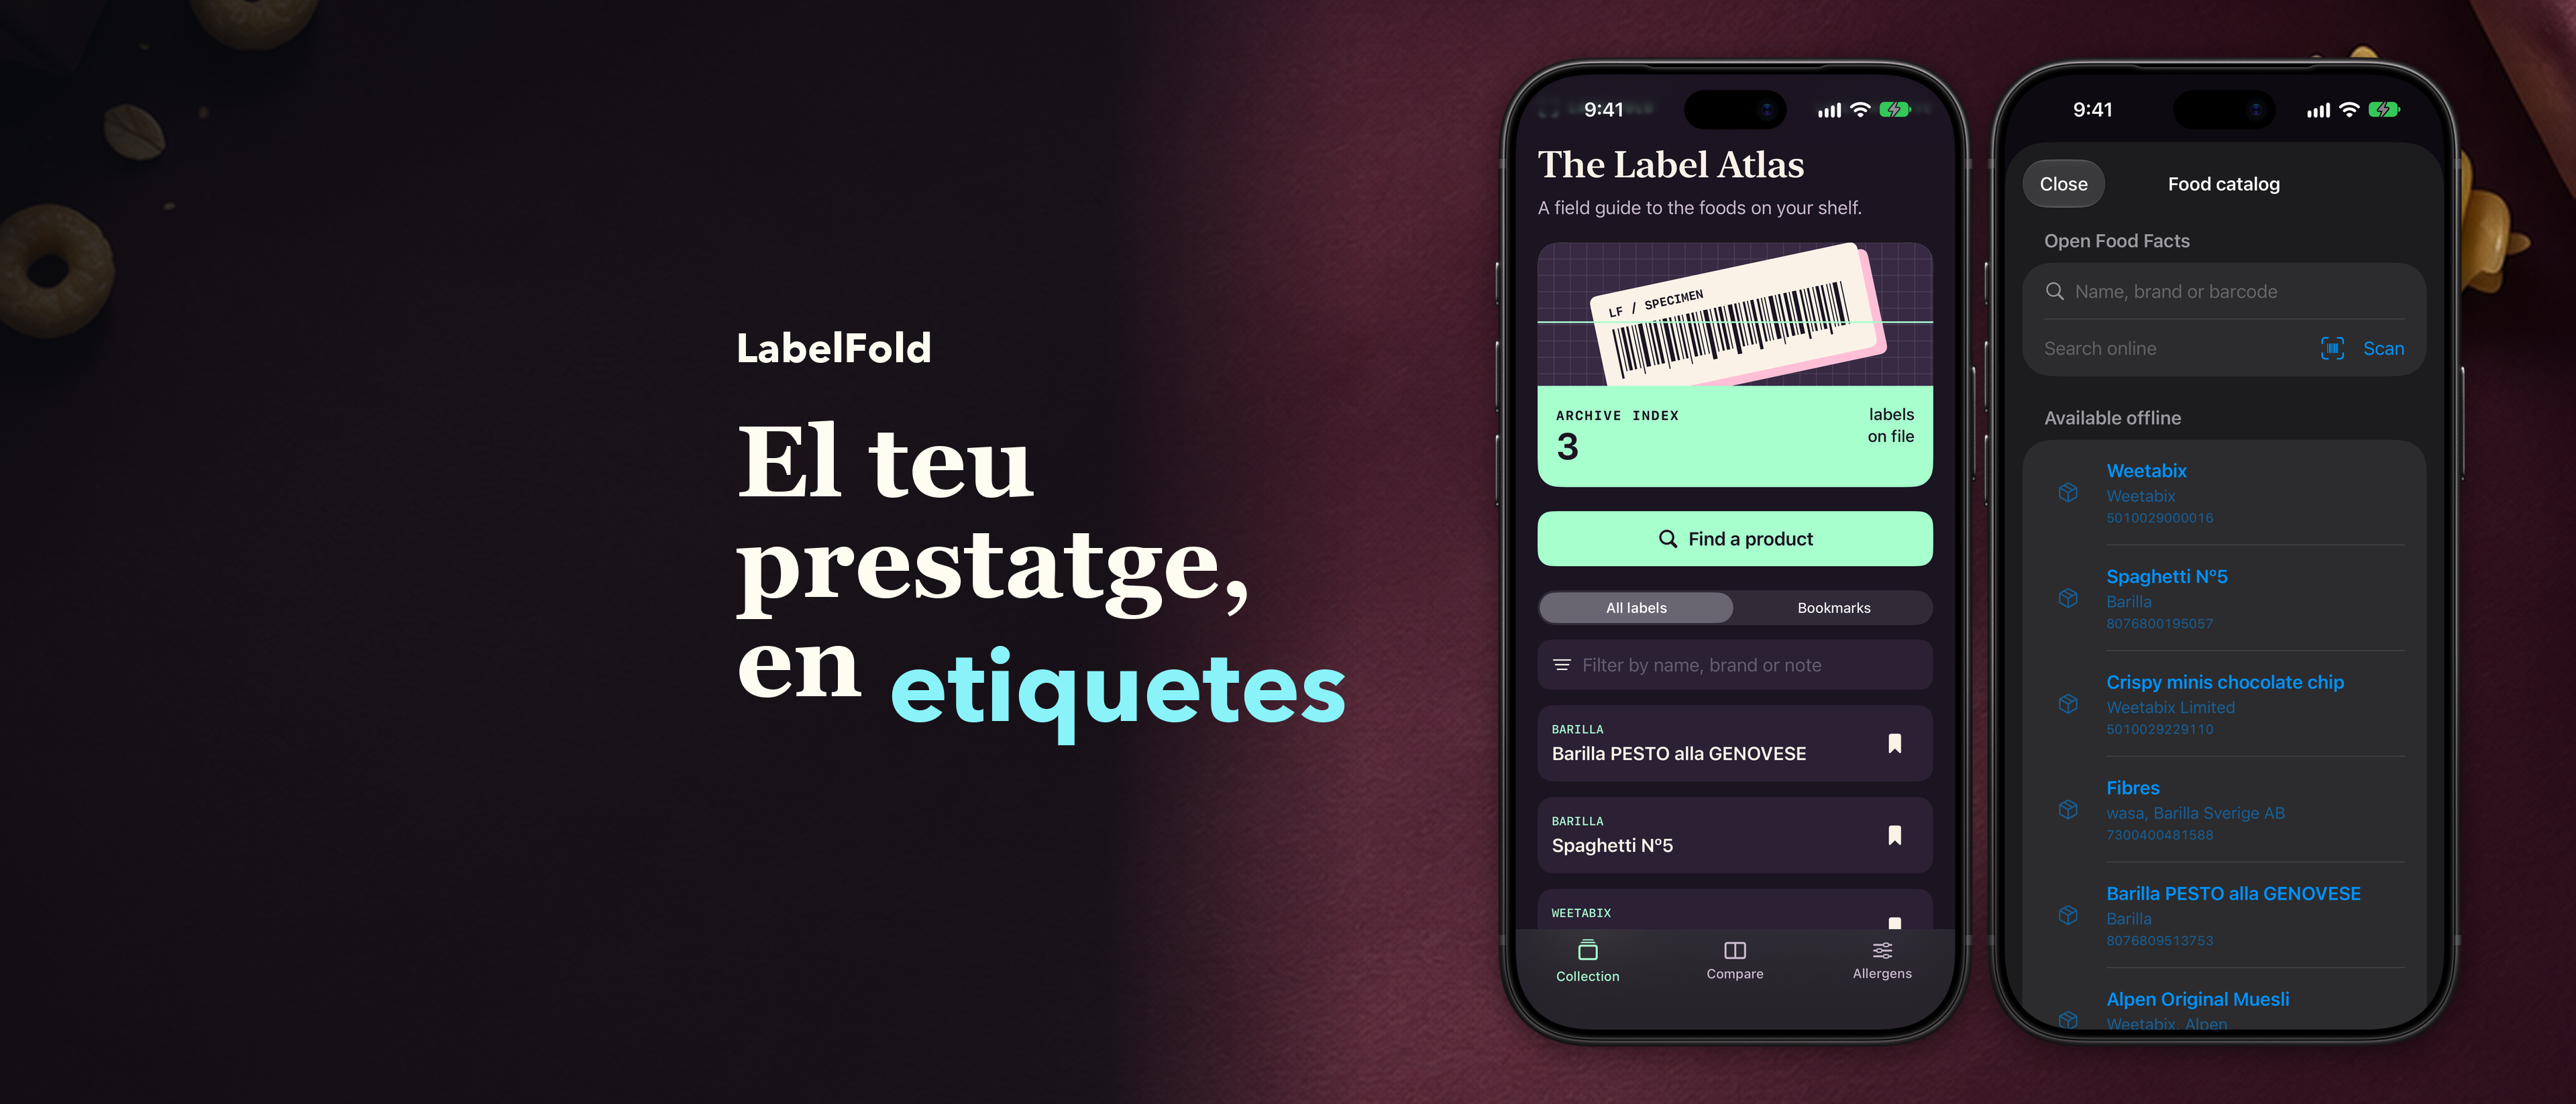 LabelFold
El teu
prestatge,
en etiquetes
9:41
The Label Atlas
A field guide to the foods on your shelf.
LF / SPECIMEN
ARCHIVE INDEX
3
labels
on file
Find a product
All labels
Bookmarks
Filter by name, brand or note
BARILLA
Barilla PESTO alla GENOVESE
BARILLA
Spaghetti Nº5
WEETABIX
Collection
Compare
Allergens
9:41
Close
Food catalog
Open Food Facts
Name, brand or barcode
Search online
Scan
Available offline
Weetabix
Weetabix
5010029000016
Spaghetti Nº5
Barilla
8076800195057
Crispy minis chocolate chip
Weetabix Limited
5010029229110
Fibres
wasa, Barilla Sverige AB
7300400481588
Barilla PESTO alla GENOVESE
Barilla
8076809513753
Alpen Original Muesli
Weetabix, Alpen